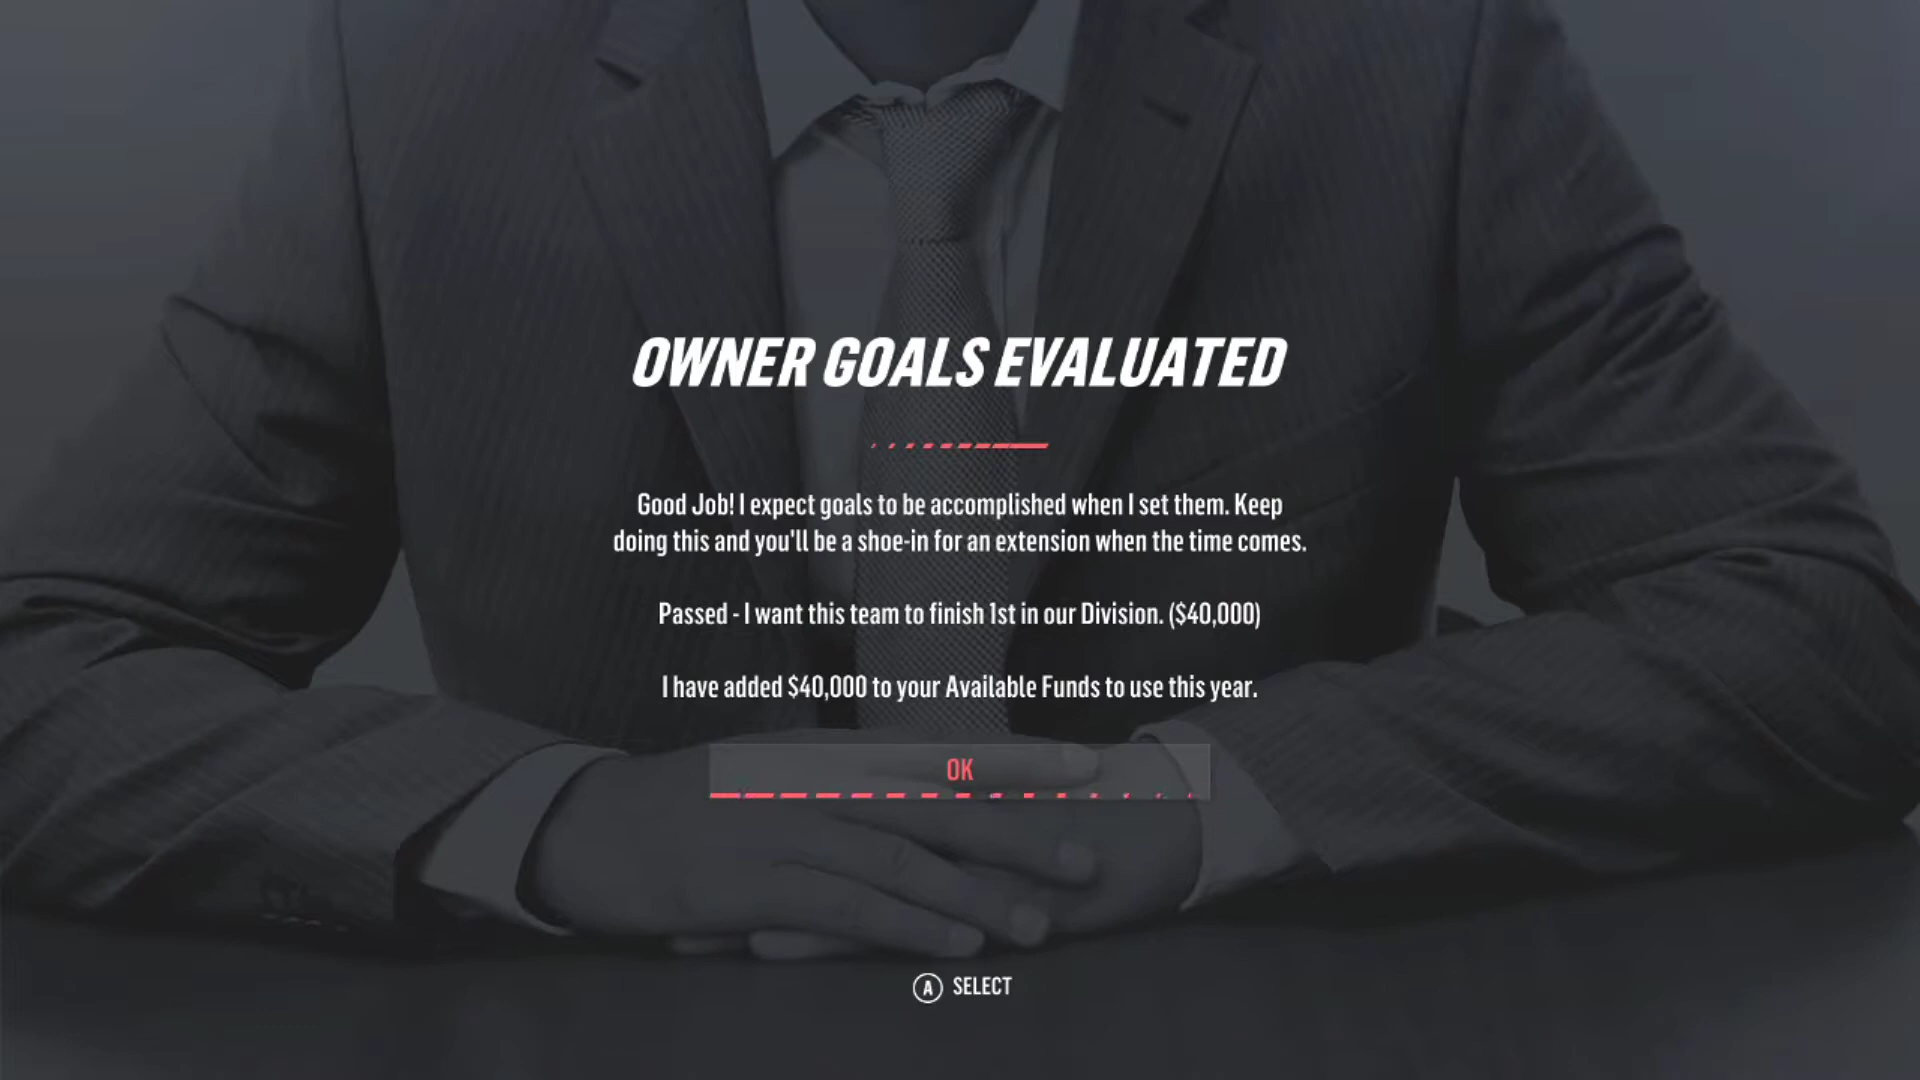 OWNER GOALS EVALUATED
Good Job! I expect goals to be accomplished when I set them. Keep
doing this and you'll be a shoe-in for an extension when the time comes.
Passed - I want this team to finish 1st in our Division. ($40,000)
I have added $40,000 to your Available Funds to use this year.
OK
A SELECT